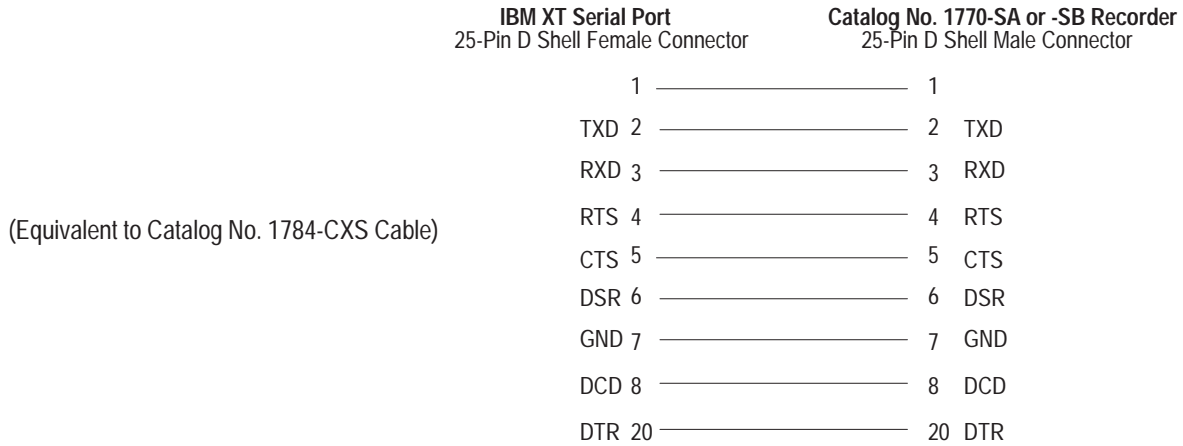 IBM XT Serial Port Catalog No. 1770-SA or -SB Recorder
25-Pin D Shell Female Connector 25-Pin D Shell Male Connector
1 1
TXD 2 2 TXD
RXD 3 3 RXD
RTS 4 4 RTS
(Equivalent to Catalog No. 1784-CXS Cable)
CTS 5 5 CTS
DSR 6 6 DSR
GND 7 7 GND
DCD 8 8 DCD
DTR 20 20 DTR